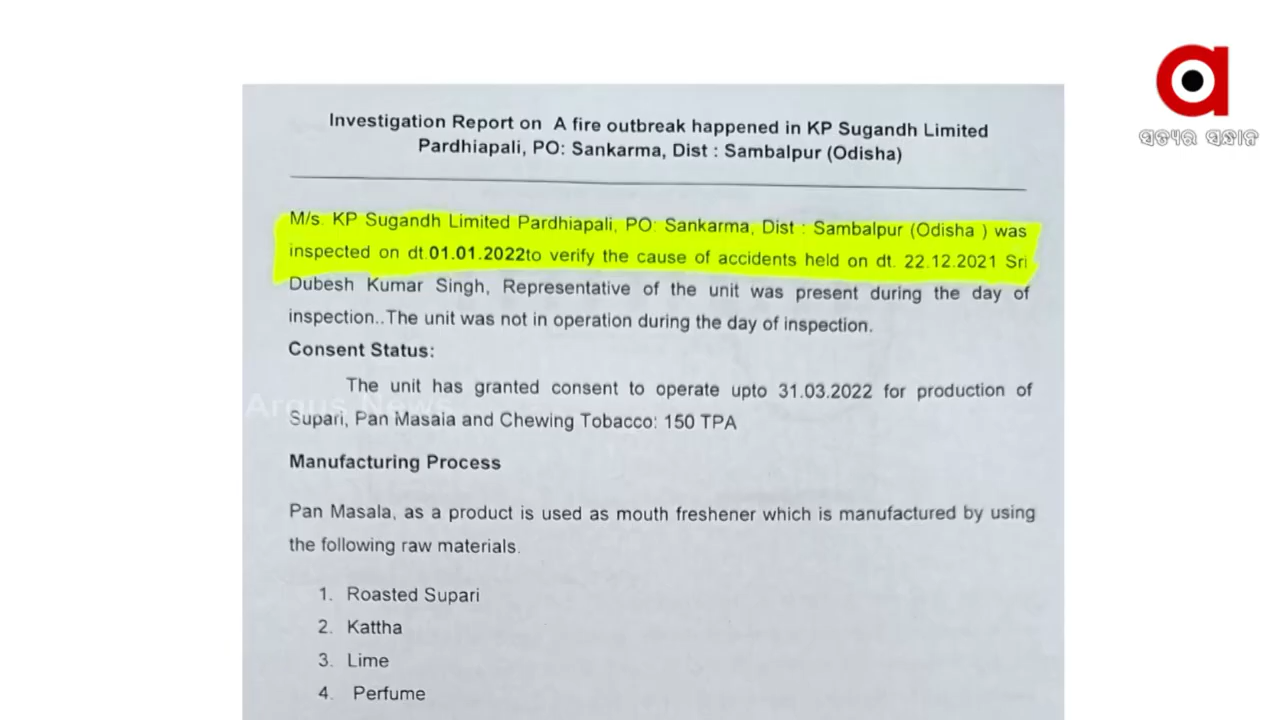 ସତ୍ୟର ସନ୍ଧାନ
Investigation Report on A fire outbreak happened in KP Sugandh Limited
Pardhiapali, PO: Sankarma, Dist : Sambalpur (Odisha)
M/s. KP Sugandh Limited Pardhiapali, PO: Sankarma, Dist : Sambalpur (Odisha ) was
inspected on dt.01.01.2022to verify the cause of accidents held on dt. 22.12.2021 Sri
Dubesh Kumar Singh, Representative of the unit was present during the day of
inspection..The unit was not in operation during the day of inspection.
Consent Status:
The unit has granted consent to operate upto 31.03.2022 for production of
Argus News
Supari, Pan Masala and Chewing Tobacco: 150 TPA
Manufacturing Process
Pan Masala, as a product is used as mouth freshener which is manufactured by using
the following raw materials.
1. Roasted Supari
2. Kattha
3. Lime
4. Perfume